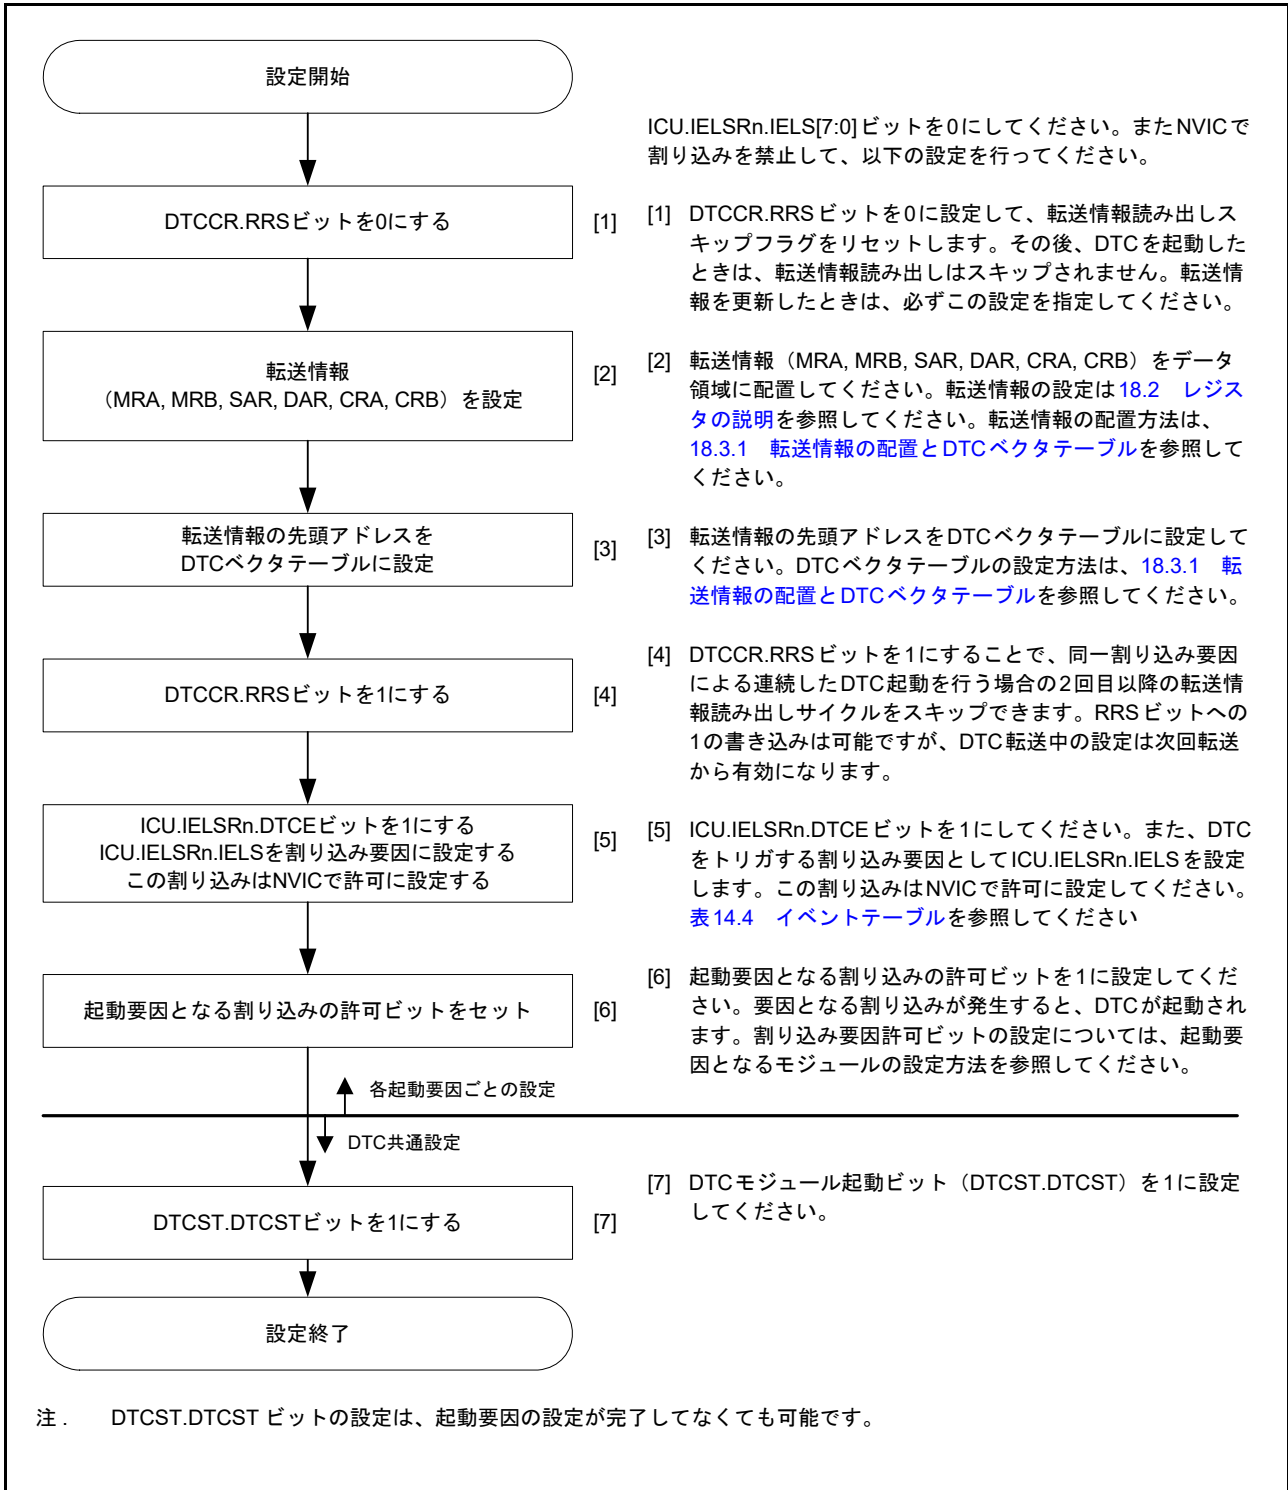 設定開始
ICU.IELSRn.IELS[7:0]ビットを0にしてください。またNVICで
割り込みを禁止して、以下の設定を行ってください。
DTCCR.RRSビットを0にする
[1]
[1] DTCCR.RRSビットを0に設定して、転送情報読み出しス
キップフラグをリセットします。その後、DTCを起動した
ときは、転送情報読み出しはスキップされません。転送情
報を更新したときは、必ずこの設定を指定してください。
転送情報
（MRA, MRB, SAR, DAR, CRA, CRB）を設定
[2]
[2] 転送情報（MRA, MRB, SAR, DAR, CRA, CRB）をデータ
領域に配置してください。転送情報の設定は18.2 レジス
タの説明を参照してください。転送情報の配置方法は、
18.3.1 転送情報の配置とDTCベクタテーブルを参照して
ください。
転送情報の先頭アドレスを
DTCベクタテーブルに設定
[3]
[3] 転送情報の先頭アドレスをDTCベクタテーブルに設定して
ください。DTCベクタテーブルの設定方法は、18.3.1 転
送情報の配置とDTCベクタテーブルを参照してください。
DTCCR.RRSビットを1にする
[4]
[4] DTCCR.RRSビットを1にすることで、同一割り込み要因
による連続したDTC起動を行う場合の2回目以降の転送情
報読み出しサイクルをスキップできます。RRSビットへの
1の書き込みは可能ですが、DTC転送中の設定は次回転送
から有効になります。
ICU.IELSRn.DTCEビットを1にする
ICU.IELSRn.IELSを割り込み要因に設定する
この割り込みはNVICで許可に設定する
[5]
[5] ICU.IELSRn.DTCEビットを1にしてください。また、DTC
をトリガする割り込み要因としてICU.IELSRn.IELSを設定
します。この割り込みはNVICで許可に設定してください。
表14.4 イベントテーブルを参照してください
起動要因となる割り込みの許可ビットをセット
[6]
[6] 起動要因となる割り込みの許可ビットを1に設定してくだ
さい。要因となる割り込みが発生すると、DTCが起動され
ます。割り込み要因許可ビットの設定については、起動要
因となるモジュールの設定方法を参照してください。
各起動要因ごとの設定
DTC共通設定
DTCST.DTCSTビットを1にする
[7]
[7] DTCモジュール起動ビット（DTCST.DTCST）を1に設定
してください。
設定終了
注． DTCST.DTCST ビットの設定は、起動要因の設定が完了してなくても可能です。